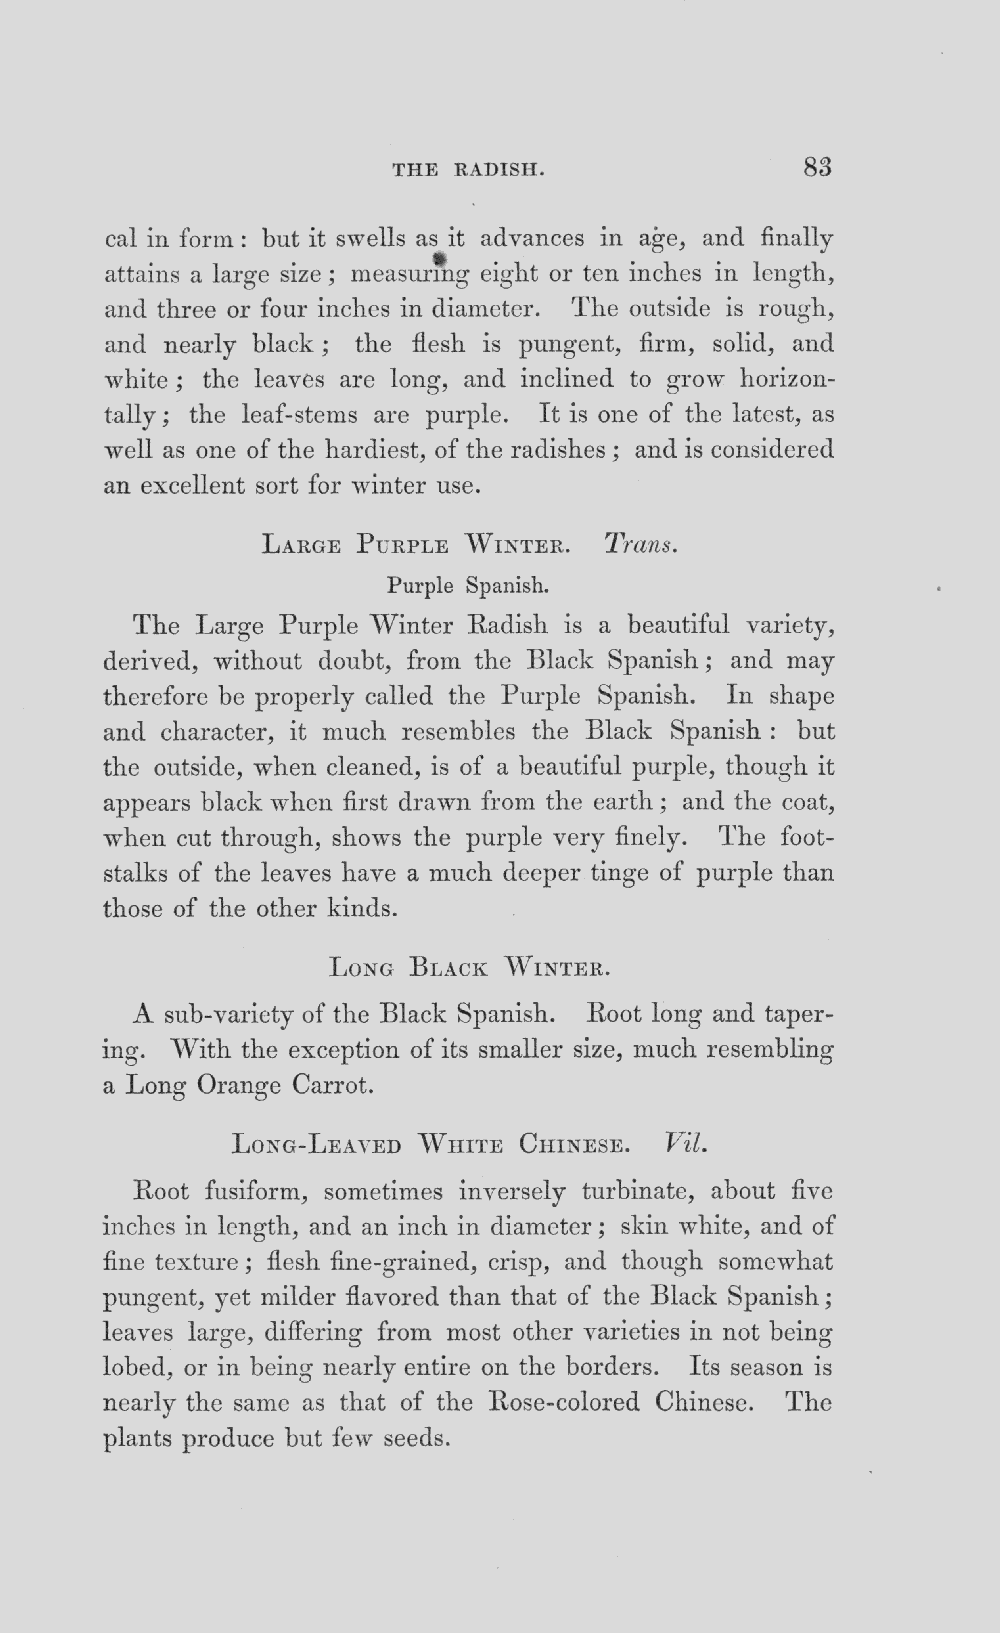 THE RADISH. 83
cal in form : but it swells as it advances in age, and finally
attains a large size ; measuring eight or ten inches in length,
and three or four inches in diameter. The outside is rough,
and nearly black ; the flesh is pungent, firm, solid, and
white ; the leaves are long, and inclined to grow horizon-
tally ; the leaf-stems are purple. It is one of the latest, as
well as one of the hardiest, of the radishes ; and is considered
an excellent sort for winter use.
LARGE PURPLE WINTER. Trans.
Purple Spanish.
The Large Purple Winter Radish is a beautiful variety,
derived, without doubt, from the Black Spanish ; and may
therefore be properly called the Purple Spanish. In shape
and character, it much resembles the Black Spanish : but
the outside, when cleaned, is of a beautiful purple, though it
appears black when first drawn from the earth ; and the coat,
when cut through, shows the purple very finely. The foot-
stalks of the leaves have a much deeper tinge of purple than
those of the other kinds.
LONG BLACK WINTER.
A sub-variety of the Black Spanish. Root long and taper-
ing. With the exception of its smaller size, much resembling
a Long Orange Carrot.
LONG-LEAVED WHITE CHINESE. Vil.
Root fusiform, sometimes inversely turbinate, about five
inches in length, and an inch in diameter ; skin white, and of
fine texture ; flesh fine-grained, crisp, and though somewhat
pungent, yet milder flavored than that of the Black Spanish ;
leaves large, differing from most other varieties in not being
lobed, or in being nearly entire on the borders. Its season is
nearly the same as that of the Rose-colored Chinese. The
plants produce but few seeds.